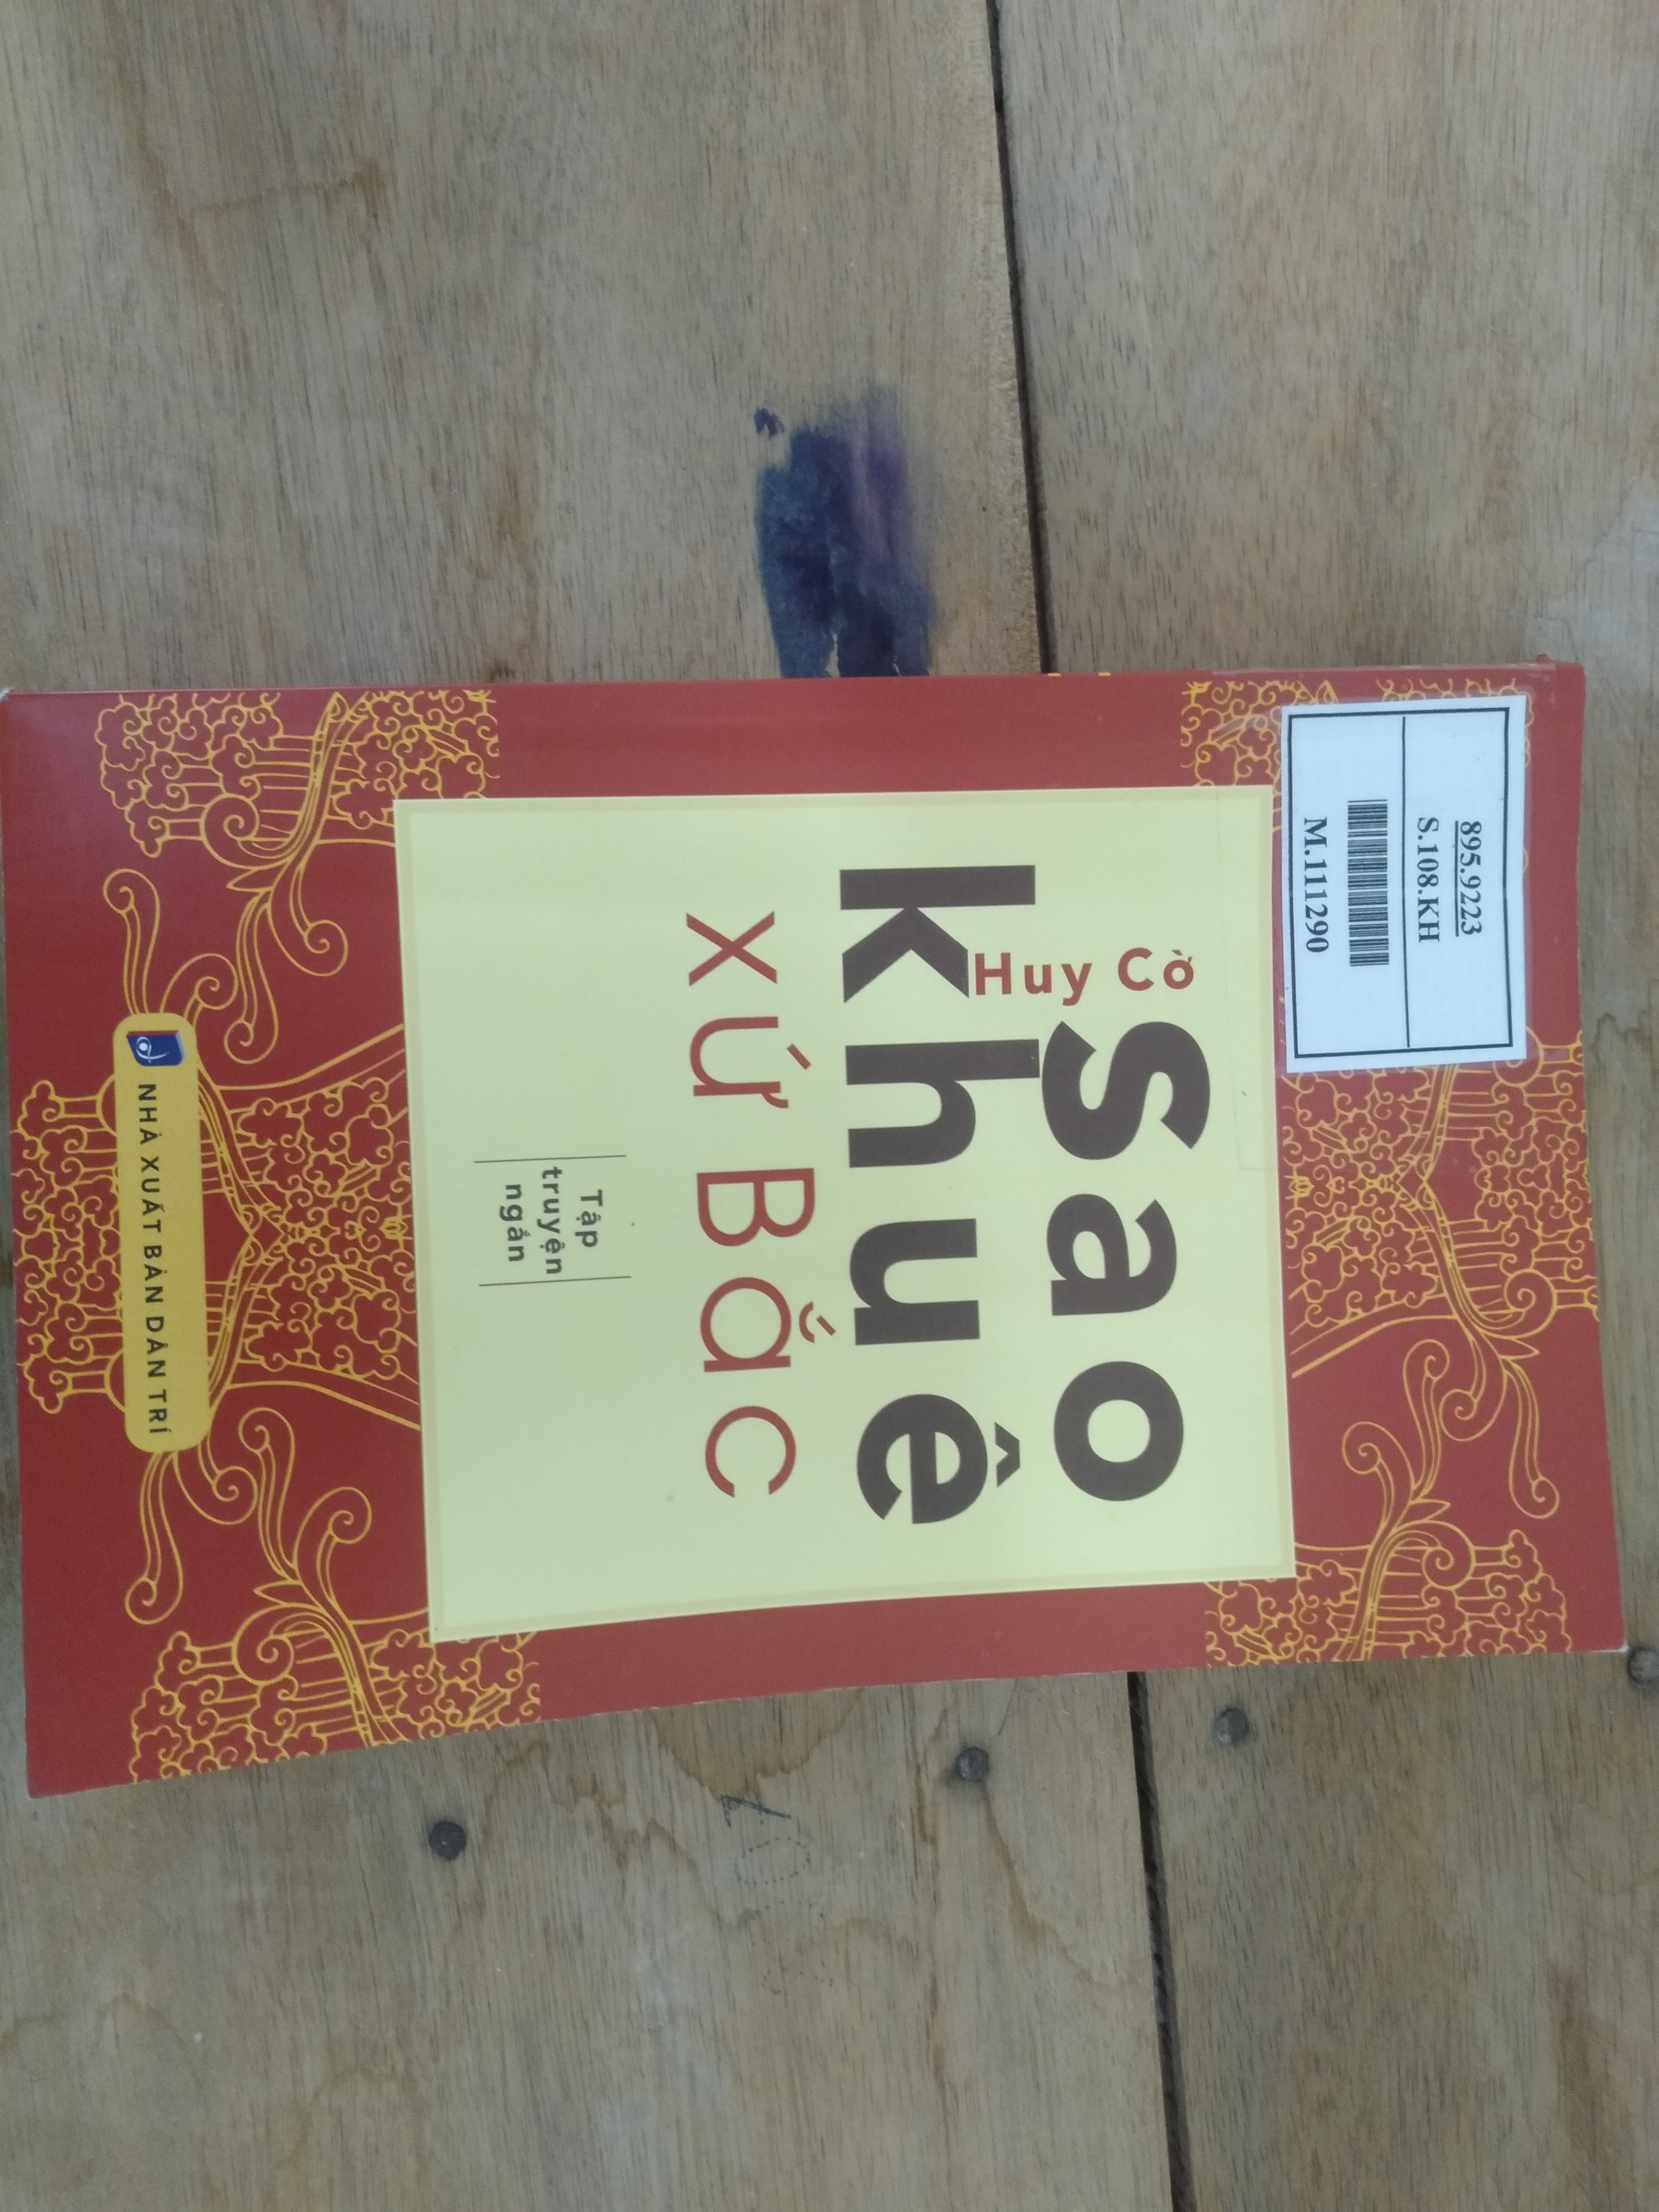 895.9223
S.108.KH
M.111290
Huy Cờ
Sao
khuê
xứ Bắc
Tập
truyện
ngắn
NHÀ XUẤT BẢN DÂN TRÍ